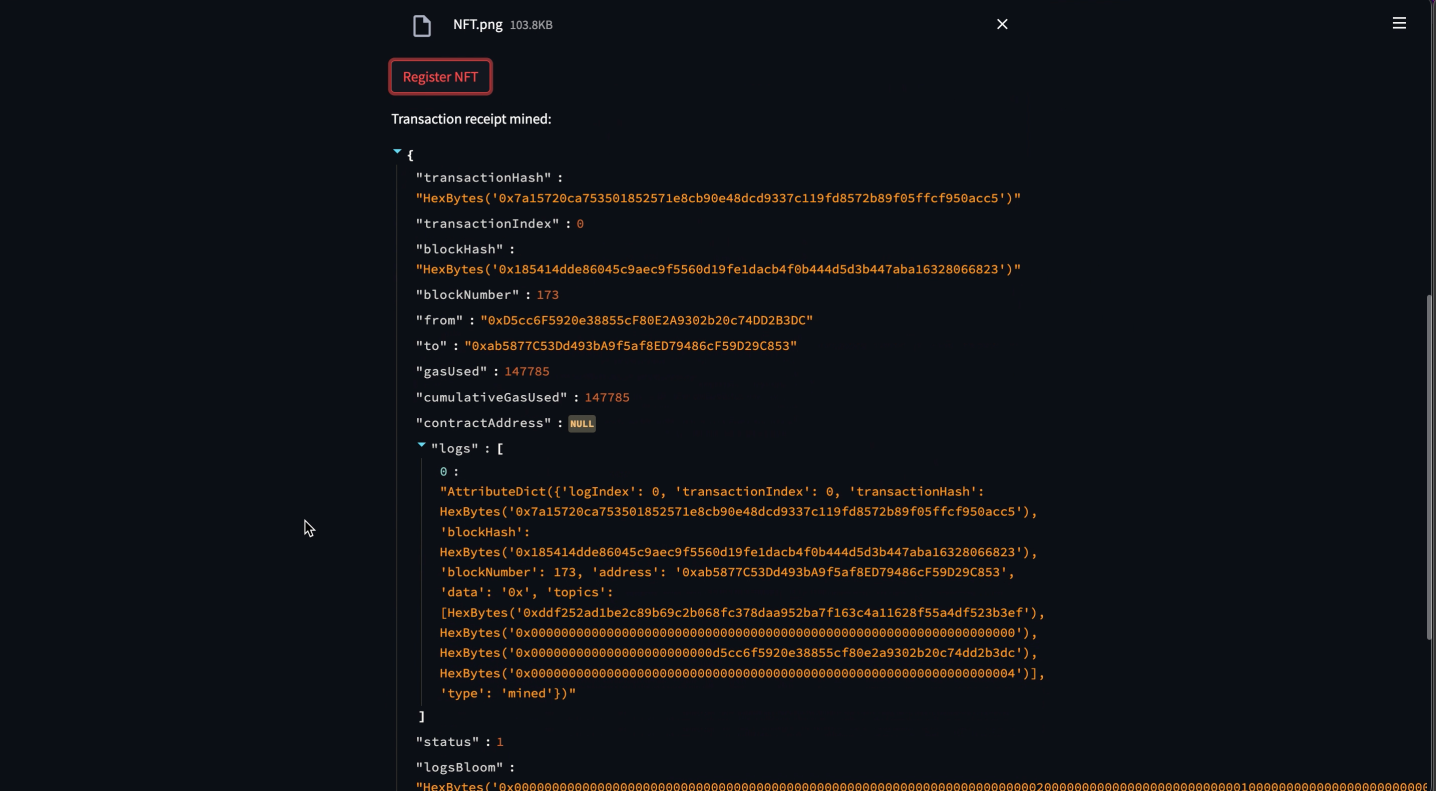 NFT.png 103.8KB
Register NFT
Transaction receipt mined:
{
"transactionHash" :
"HexBytes('0x7a15720ca753501852571e8cb90e48dcd9337c119fd8572b89f05ffcf950acc5')"
"transactionIndex" : 0
"blockHash" :
"HexBytes('0x185414dde86045c9aec9f5560d19fe1dacb4f0b444d5d3b447aba16328066823')"
"blockNumber" : 173
"from" : "0xD5cc6F5920e38855cF80E2A9302b20c74DD2B3DC"
"to" : "0xab5877C53Dd493bA9f5af8ED79486cF59D29C853"
"gasUsed" : 147785
"cumulativeGasUsed" : 147785
"contractAddress" : NULL
"logs" : [
0 :
"AttributeDict({'logIndex': 0, 'transactionIndex': 0, 'transactionHash':
HexBytes('0x7a15720ca753501852571e8cb90e48dcd9337c119fd8572b89f05ffcf950acc5'),
'blockHash':
HexBytes('0x185414dde86045c9aec9f5560d19fe1dacb4f0b444d5d3b447aba16328066823'),
'blockNumber': 173, 'address': '0xab5877C53Dd493bA9f5af8ED79486cF59D29C853',
'data': '0x', 'topics':
[HexBytes('0xddf252ad1be2c89b69c2b068fc378daa952ba7f163c4a11628f55a4df523b3ef'),
HexBytes('0x0000000000000000000000000000000000000000000000000000000000000000'),
HexBytes('0x000000000000000000000000d5cc6f5920e38855cf80e2a9302b20c74dd2b3dc'),
HexBytes('0x0000000000000000000000000000000000000000000000000000000000000004')],
'type': 'mined'})"
]
"status" : 1
"logsBloom" :